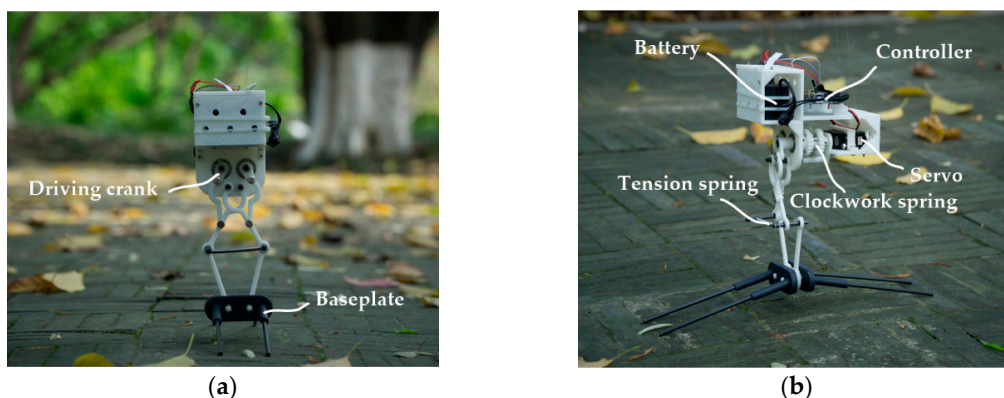 Driving crank
Baseplate
(a)
Battery
Controller
Tension spring
Servo
Clockwork spring
(b)